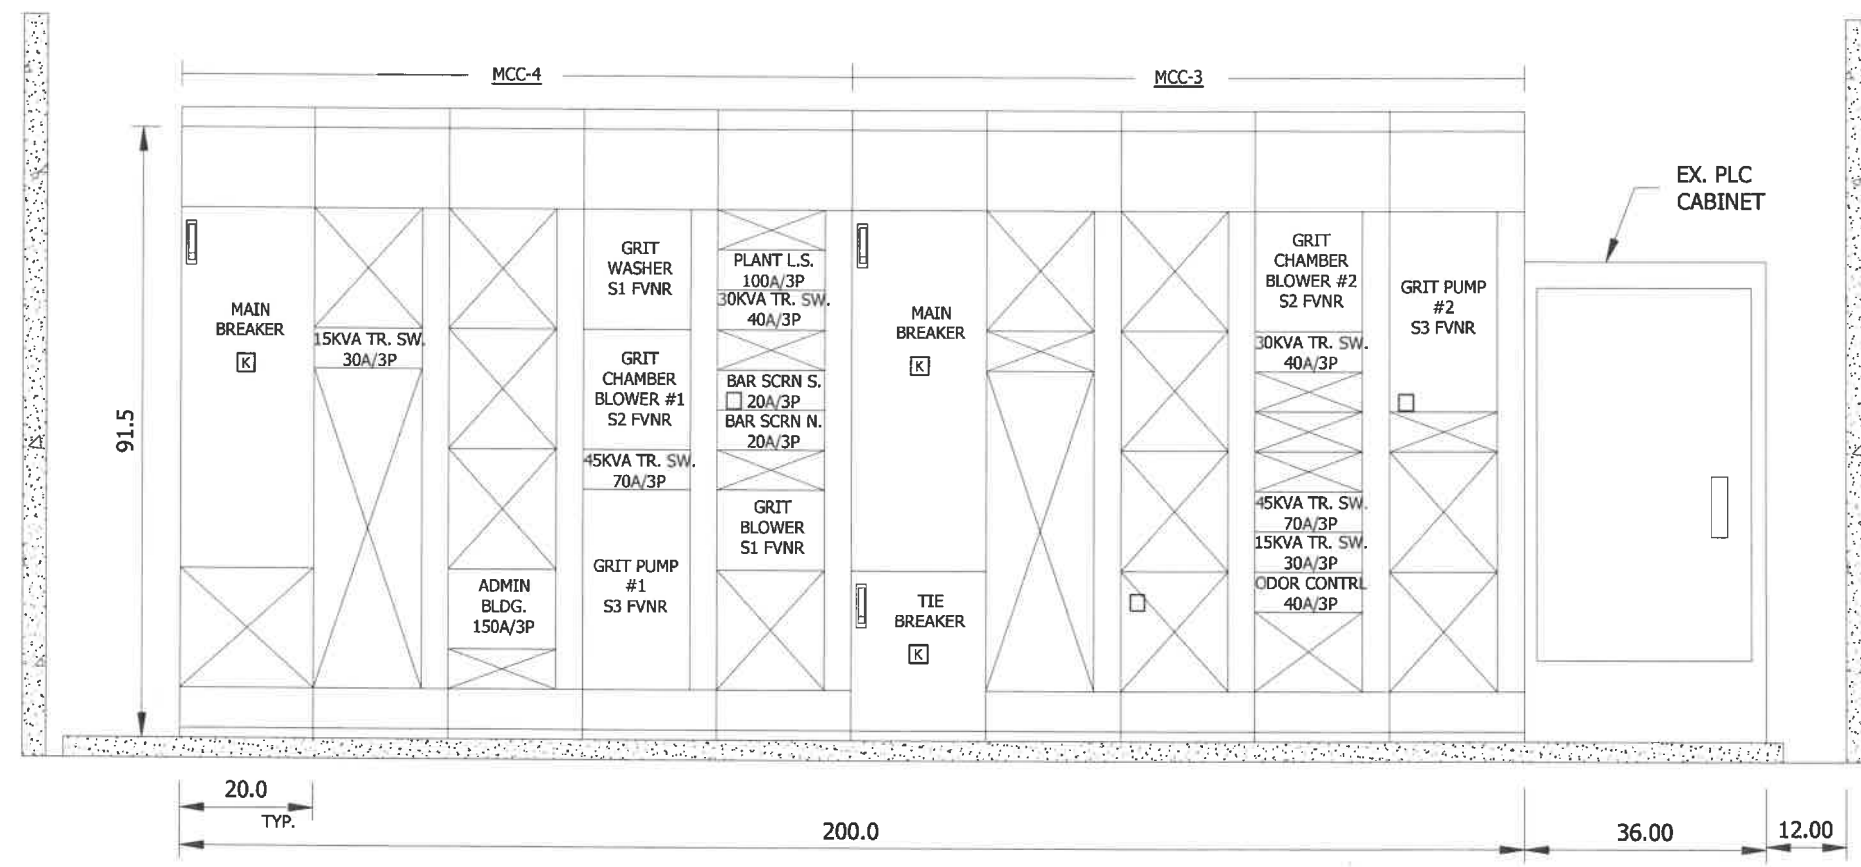 MCC-4
MCC-3
EX. PLC
CABINET
MAIN
BREAKER
K
15KVA TR. SW.
30A/3P
ADMIN
BLDG.
150A/3P
GRIT
WASHER
S1 FVNR
GRIT
CHAMBER
BLOWER #1
S2 FVNR
45KVA TR. SW.
70A/3P
GRIT PUMP
#1
S3 FVNR
PLANT L.S.
100A/3P
30KVA TR. SW.
40A/3P
BAR SCRN S.
20A/3P
BAR SCRN N.
20A/3P
GRIT
BLOWER
S1 FVNR
MAIN
BREAKER
K
TIE
BREAKER
K
GRIT
CHAMBER
BLOWER #2
S2 FVNR
30KVA TR. SW.
40A/3P
45KVA TR. SW.
70A/3P
15KVA TR. SW.
30A/3P
ODOR CONTRL
40A/3P
GRIT PUMP
#2
S3 FVNR
91.5
20.0
TYP.
200.0
36.00
12.00